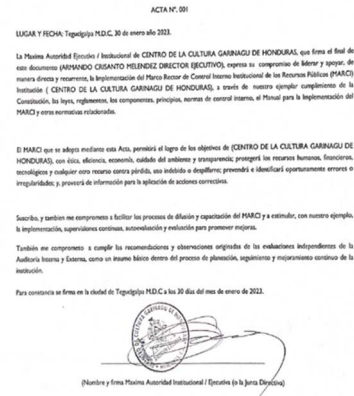 ACTA Nº. 001
LUGAR Y FECHA: Tegucigalpa M.D.C, 30 de enero año 2023.
La Maxima Autoridad Ejecutiva / Institucional de CENTRO DE LA CULTURA GARINAGU DE HONDURAS, que firma el final
de este documento (ARMANDO CRISANTO MELENDEZ DIRECTOR EJECUTIVO), expresa su compromiso de liderar y apoyar, de
manera directa y recurrente, la Implementación del Marco Rector de Control Interno Institucional de los Recursos Públicos (MARCI)
Institución ( CENTRO DE LA CULTURA GARINAGU DE HONDURAS), a través de nuestro ejemplar cumplimiento de la
Constitución, las leyes, reglamentos, los componentes, principios, normas de control interno, el Manual para la Implementación del
MARCI y otras normativas relacionadas.
El MARCI que se adopta mediante esta Acta, permitirá el logro de los objetivos de (CENTRO DE LA CULTURA GARINAGU DE
HONDURAS), con ética, eficiencia, economía, cuidado del ambiente y transparencia; protegerá los recursos humanos, financieros,
tecnológicos y cualquier otro recurso contra pérdida, uso indebido o despilfarro; prevendrá e identificará oportunamente errores o
irregularidades; y, proveerá de información para la aplicación de acciones correctivas.
Suscribo, y tambien me comprometo a facilitar los procesos de difusión y capacitación del MARCI y a estimular, con nuestro ejemplo,
la implementación, supervisiones continuas, autoevaluación y evaluación para promover mejoras.
También me comprometo a cumplir las recomendaciones y observaciones originadas de las evaluaciones independientes de la
Auditoría Interna y Externa, como un insumo básico dentro del proceso de planeación, seguimiento y mejoramiento continuo de la
institución.
Para constancia se firma en la ciudad de Tegucigalpa M.D.C a los 30 días del mes de enero de 2023.
CULTURA GARINAGU DE
(Nombre y firma Maxima Autoridad Institucional / Ejecutiva (o la Junta Directiva)